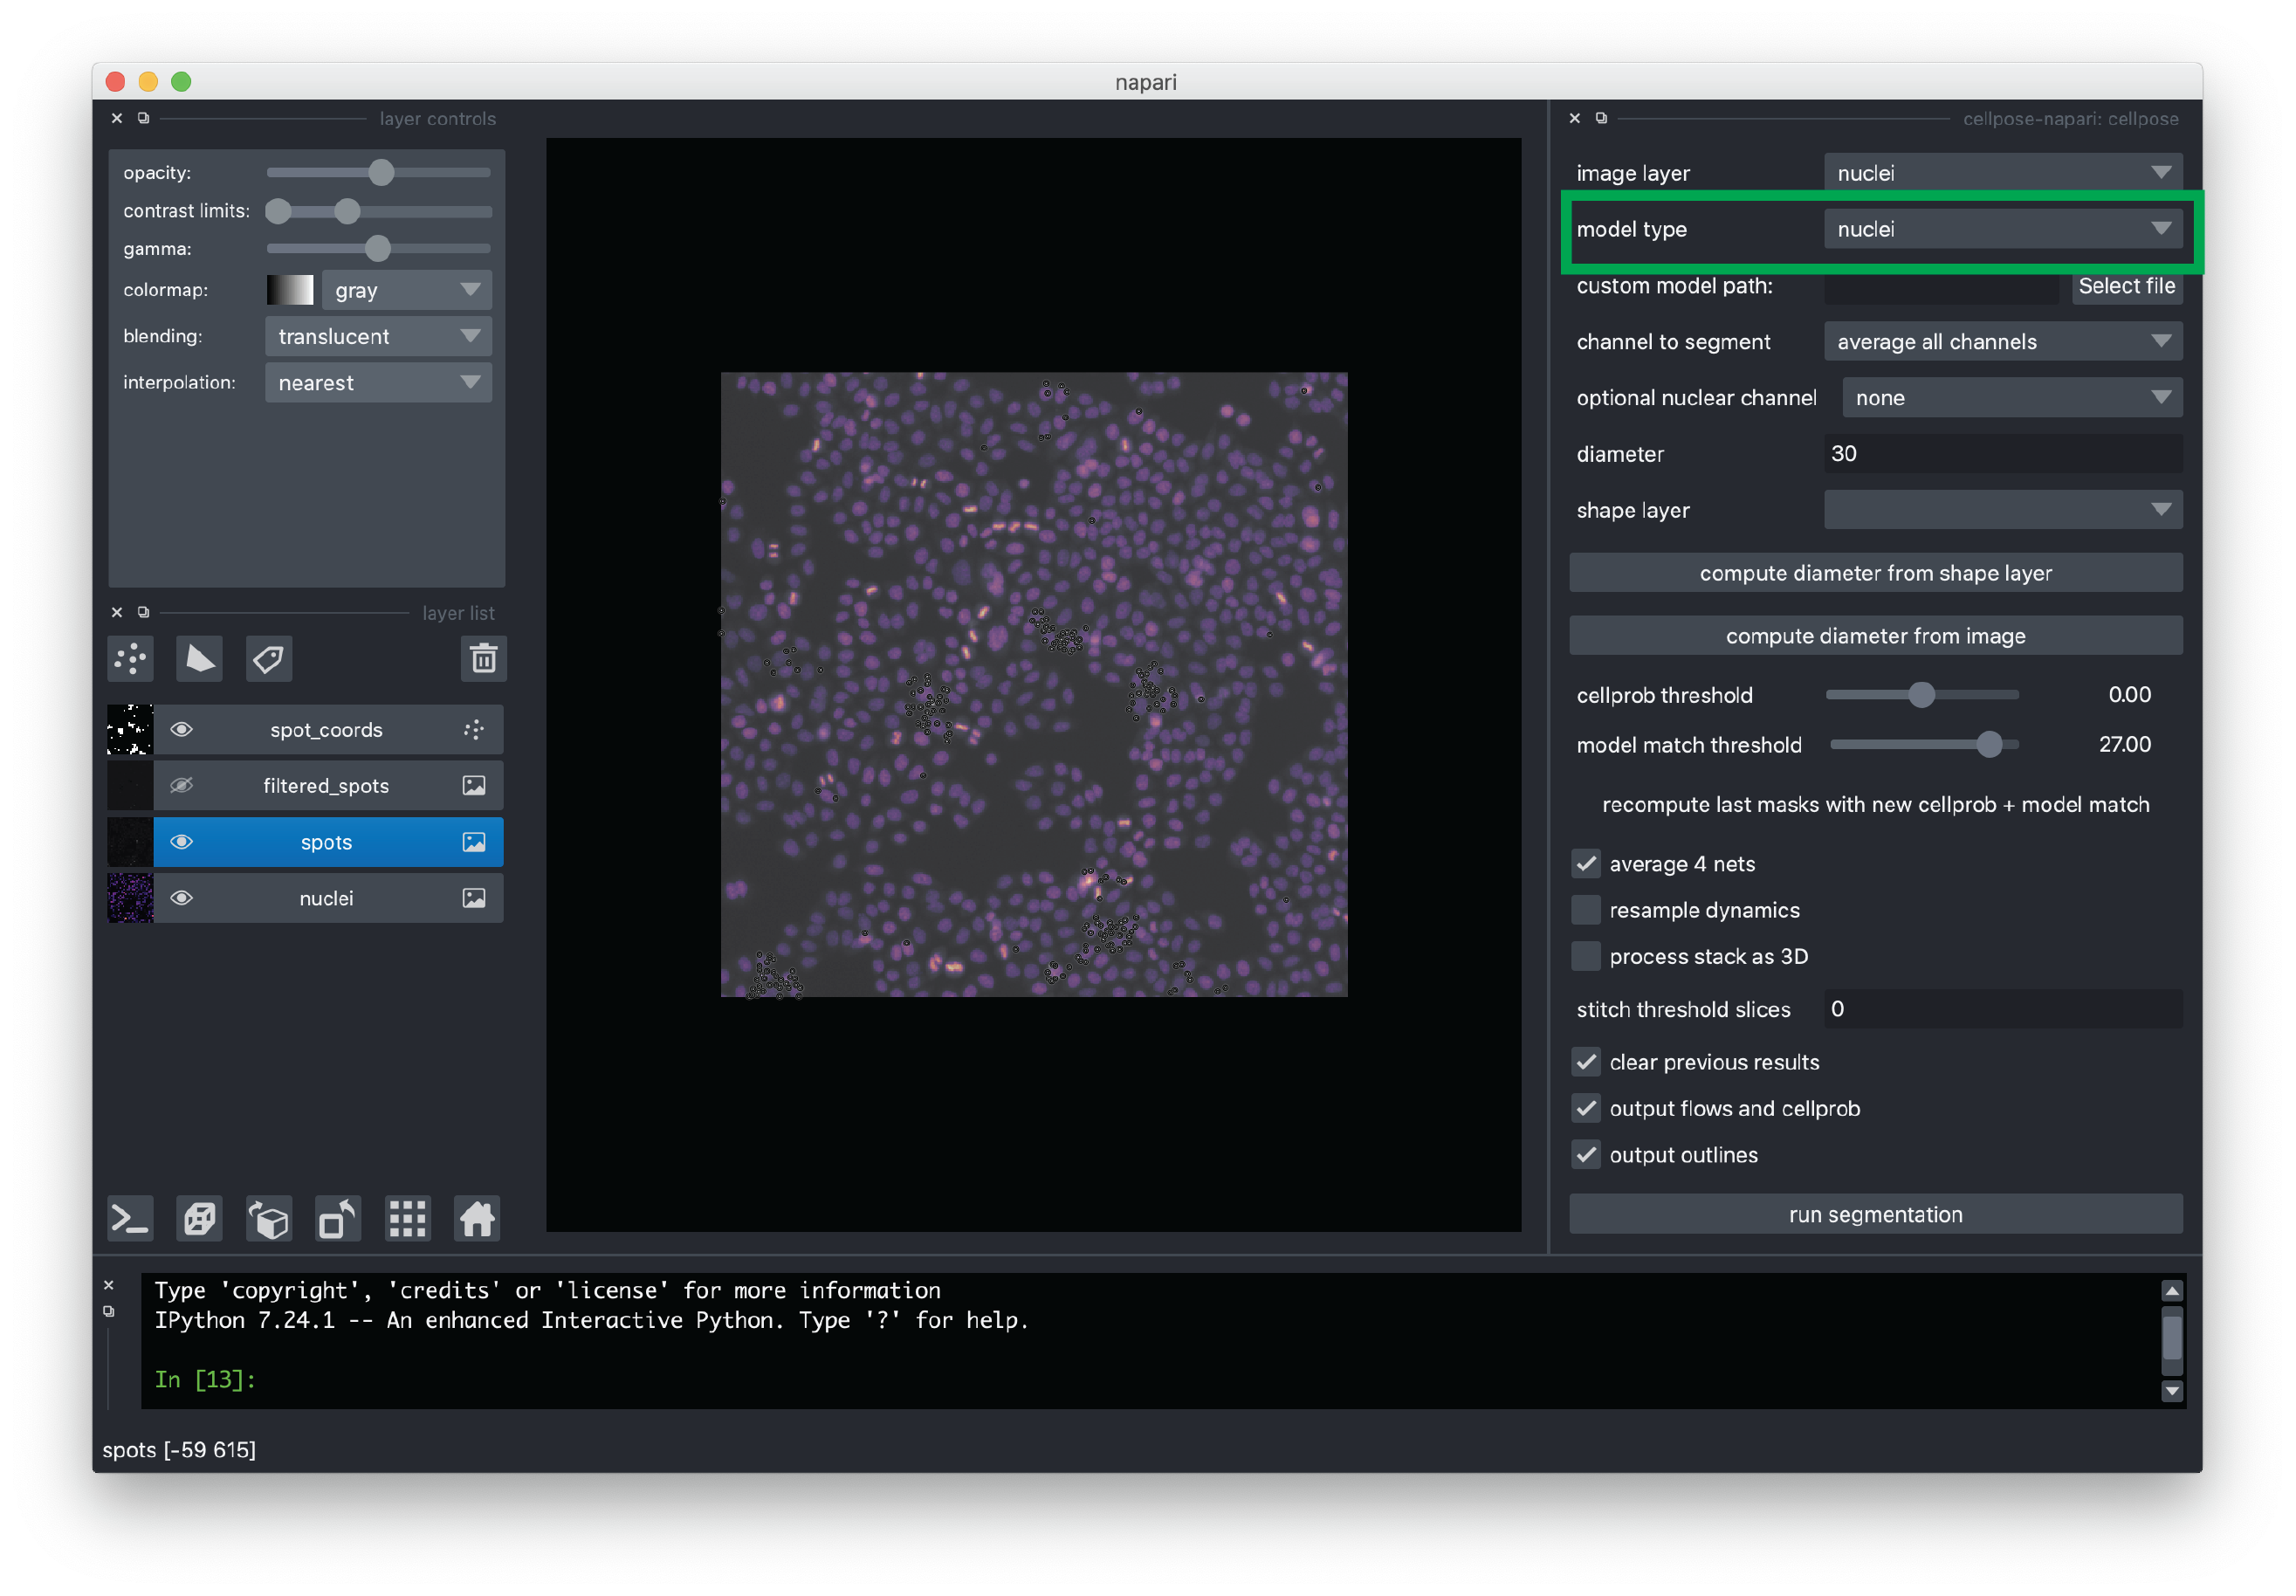 napari
layer controls
opacity:
contrast limits:
gamma:
colormap:
gray
blending:
translucent
interpolation:
nearest
layer list
spot_coords
filtered_spots
spots
nuclei
cellpose-napari: cellpose
image layer
nuclei
model type
nuclei
custom model path:
Select file
channel to segment
average all channels
optional nuclear channel
none
diameter
30
shape layer
compute diameter from shape layer
compute diameter from image
cellprob threshold
0.00
model match threshold
27.00
recompute last masks with new cellprob + model match
average 4 nets
resample dynamics
process stack as 3D
stitch threshold slices
0
clear previous results
output flows and cellprob
output outlines
run segmentation
Type 'copyright', 'credits' or 'license' for more information
IPython 7.24.1 -- An enhanced Interactive Python. Type '?' for help.
In [13]:
spots [-59 615]